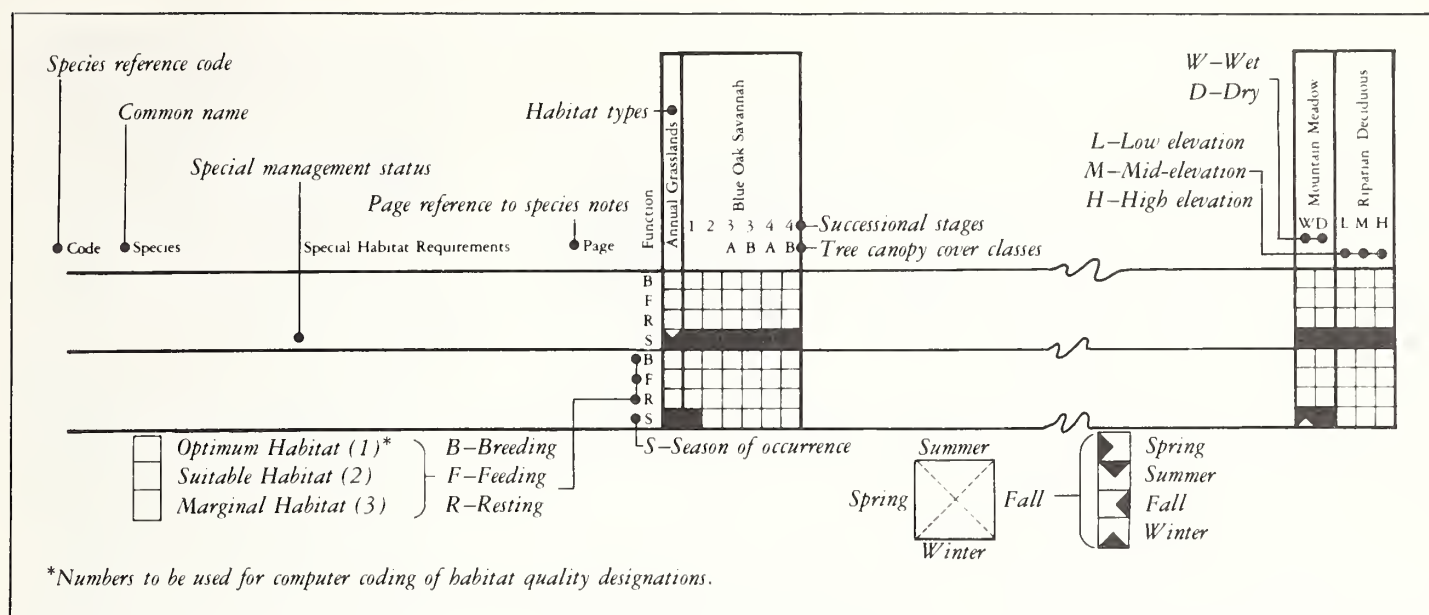 Species reference code
Common name
Special management status
Page reference to species notes
Habitat types
W–Wet
D–Dry
L–Low elevation
M–Mid-elevation
H–High elevation
Code
Species
Special Habitat Requirements
Page
Function
Annual Grasslands
Blue Oak Savannah
1 2 3 3 4 4
Successional stages
A B A B
Tree canopy cover classes
Mountain Meadow
Riparian Deciduous
W D L M H
B
F
R
S
B
F
R
S
Optimum Habitat (1)*
Suitable Habitat (2)
Marginal Habitat (3)
B–Breeding
F–Feeding
R–Resting
S–Season of occurrence
Summer
Spring
Fall
Winter
Spring
Summer
Fall
Winter
*Numbers to be used for computer coding of habitat quality designations.